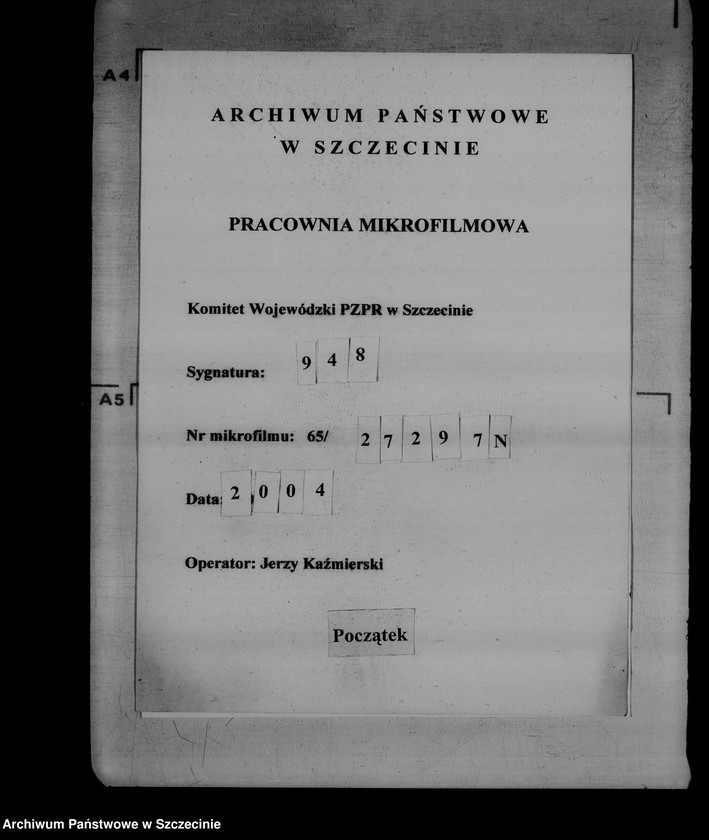 A4
ARCHIWUM PAŃSTWOWE
W SZCZECINIE
PRACOWNIA MIKROFILMOWA
Komitet Wojewódzki PZPR w Szczecinie
Sygnatura: 948
A5
Nr mikrofilmu: 65/ 27297N
Data: 2004
Operator: Jerzy Kaźmierski
Początek
Archiwum Państwowe w Szczecinie